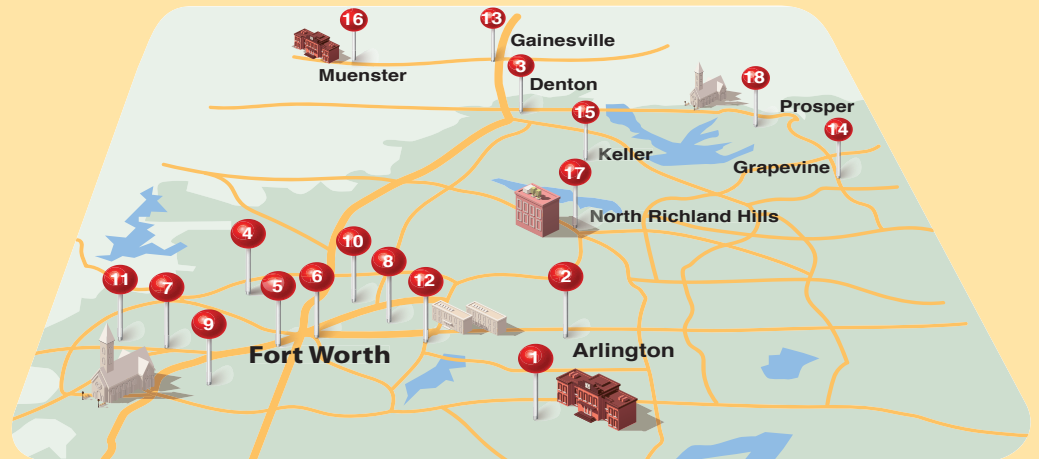 16
13
Gainesville
Muenster
3
Denton
18
Prosper
15
14
Keller
Grapevine
17
North Richland Hills
4
10
8
11
7
5
6
12
2
9
Fort Worth
1
Arlington